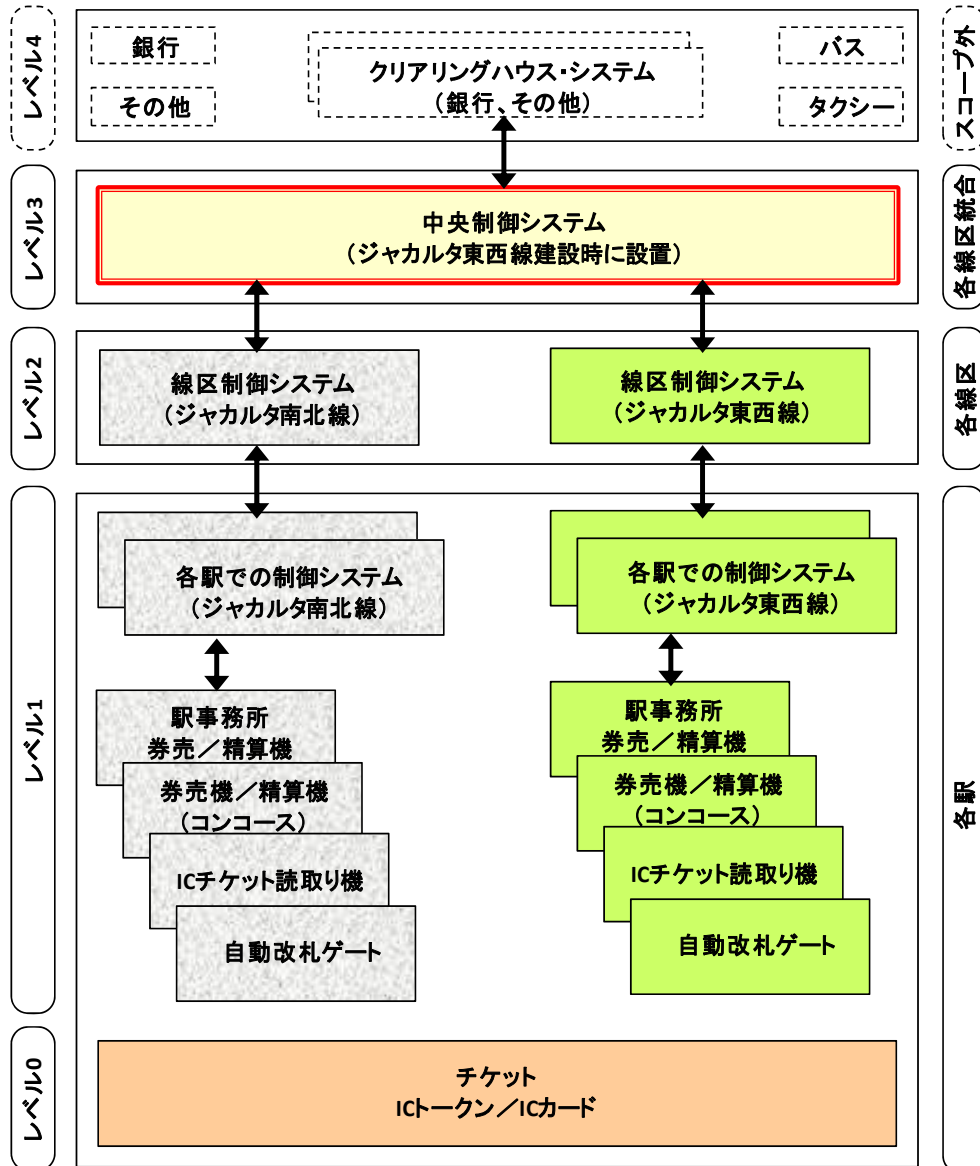 レベル4
銀行
その他
クリアリングハウス・システム
(銀行、その他)
バス
タクシー
スコープ外
レベル3
中央制御システム
(ジャカルタ東西線建設時に設置)
各線区統合
レベル2
線区制御システム
(ジャカルタ南北線)
線区制御システム
(ジャカルタ東西線)
各線区
レベル1
各駅での制御システム
(ジャカルタ南北線)
各駅での制御システム
(ジャカルタ東西線)
駅事務所
券売/精算機
券売機/精算機
(コンコース)
ICチケット読取り機
自動改札ゲート
駅事務所
券売/精算機
券売機/精算機
(コンコース)
ICチケット読取り機
自動改札ゲート
各駅
レベル0
チケット
ICトークン/ICカード